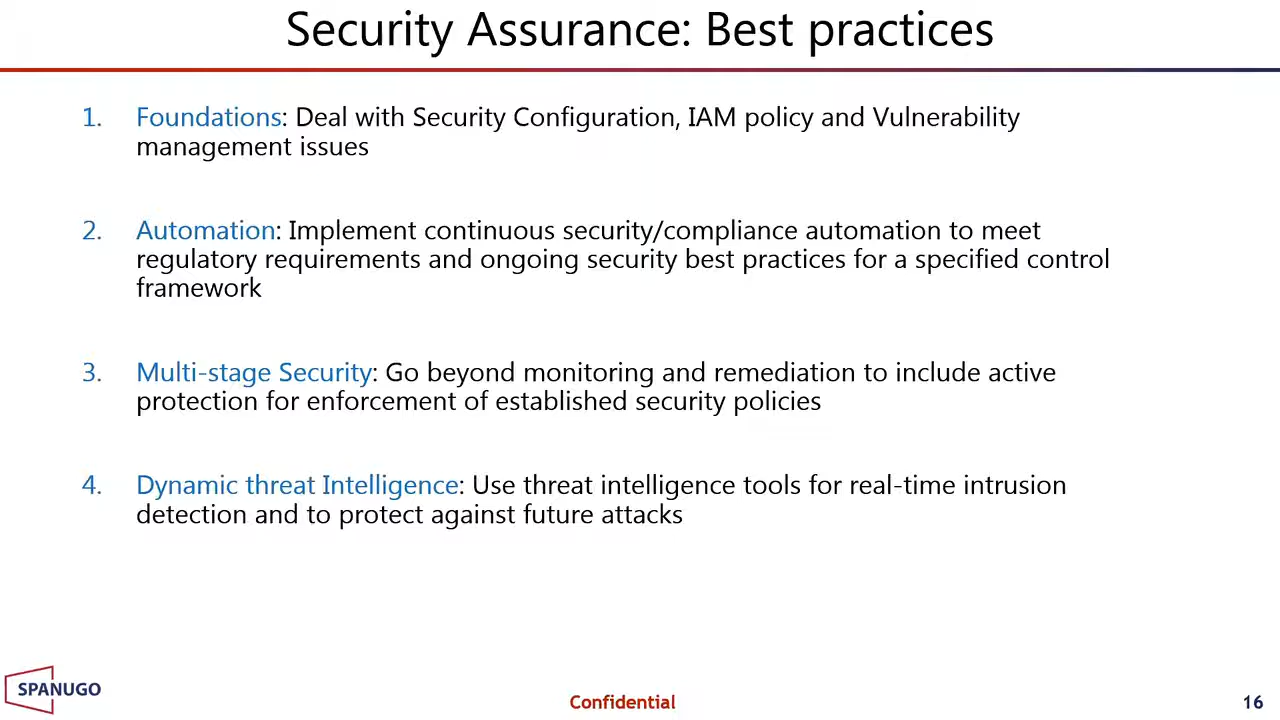 Security Assurance: Best practices
1. Foundations: Deal with Security Configuration, IAM policy and Vulnerability
management issues
2. Automation: Implement continuous security/compliance automation to meet
regulatory requirements and ongoing security best practices for a specified control
framework
3. Multi-stage Security: Go beyond monitoring and remediation to include active
protection for enforcement of established security policies
4. Dynamic threat Intelligence: Use threat intelligence tools for real-time intrusion
detection and to protect against future attacks
SPANUGO
Confidential
16